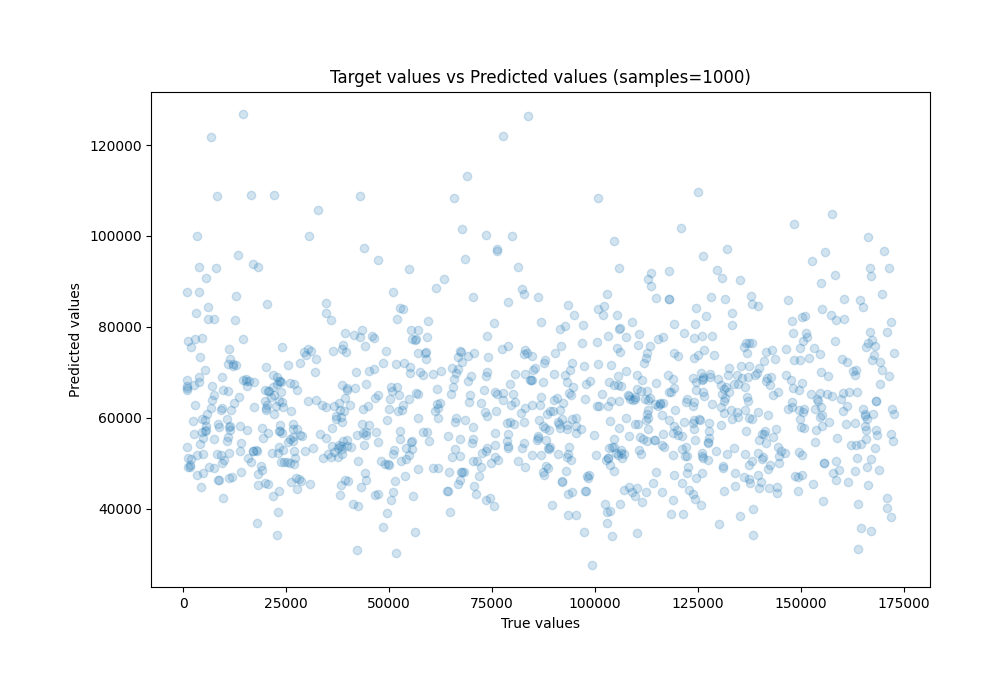 Target values vs Predicted values (samples=1000)
120000
100000
80000
60000
40000
Predicted values
0 25000 50000 75000 100000 125000 150000 175000
True values